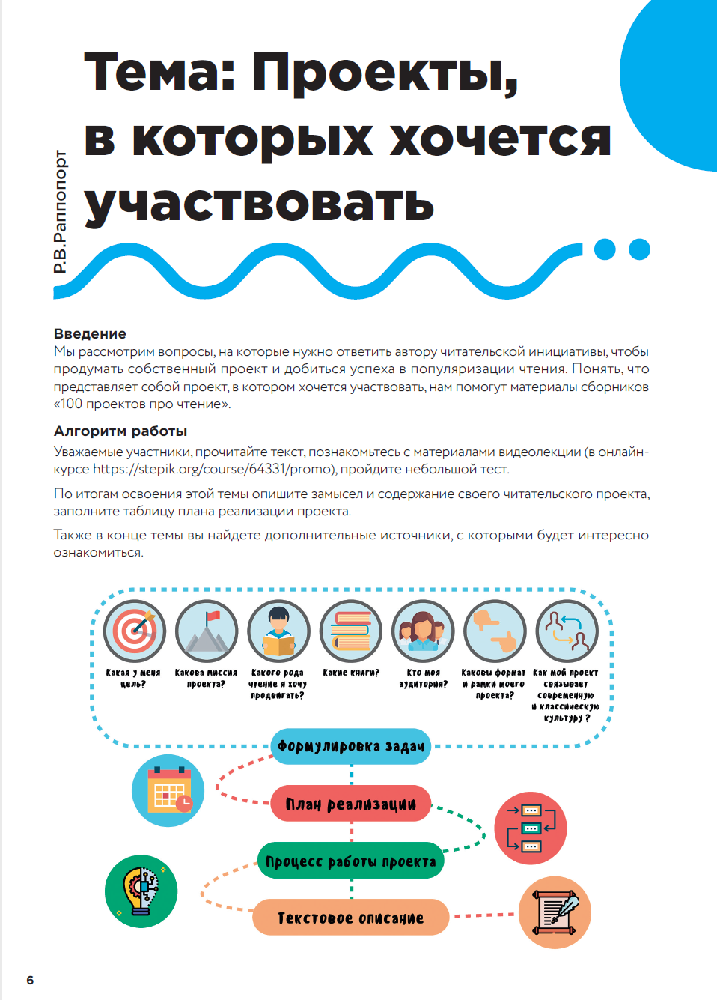 Тема: Проекты,
в которых хочется
участвовать
Р.В.Раппопорт
Введение
Мы рассмотрим вопросы, на которые нужно ответить автору читательской инициативы, чтобы
продумать собственный проект и добиться успеха в популяризации чтения. Понять, что
представляет собой проект, в котором хочется участвовать, нам помогут материалы сборников
«100 проектов про чтение».
Алгоритм работы
Уважаемые участники, прочитайте текст, познакомьтесь с материалами видеолекции (в онлайн-
курсе https://stepik.org/course/64331/promo), пройдите небольшой тест.
По итогам освоения этой темы опишите замысел и содержание своего читательского проекта,
заполните таблицу плана реализации проекта.
Также в конце темы вы найдете дополнительные источники, с которыми будет интересно
ознакомиться.
Какая у меня
цель?
Какова миссия
проекта?
Какого рода
чтение я хочу
продвигать?
Какие книги?
Кто моя
аудитория?
Каковы формат
и рамки моего
проекта?
Как мой проект
связывает
современную
и классическую
культуру ?
Формулировка задач
План реализации
Процесс работы проекта
Текстовое описание
6